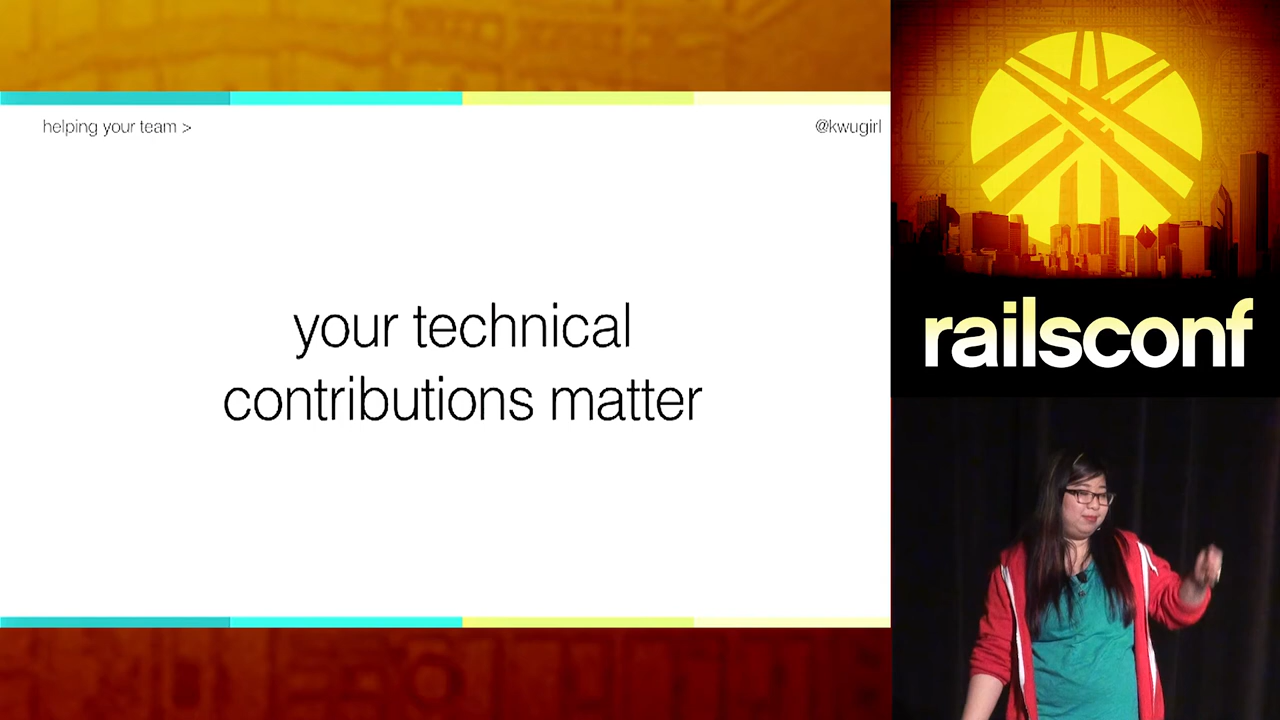 helping your team >
@kwugirl
your technical
contributions matter
railsconf